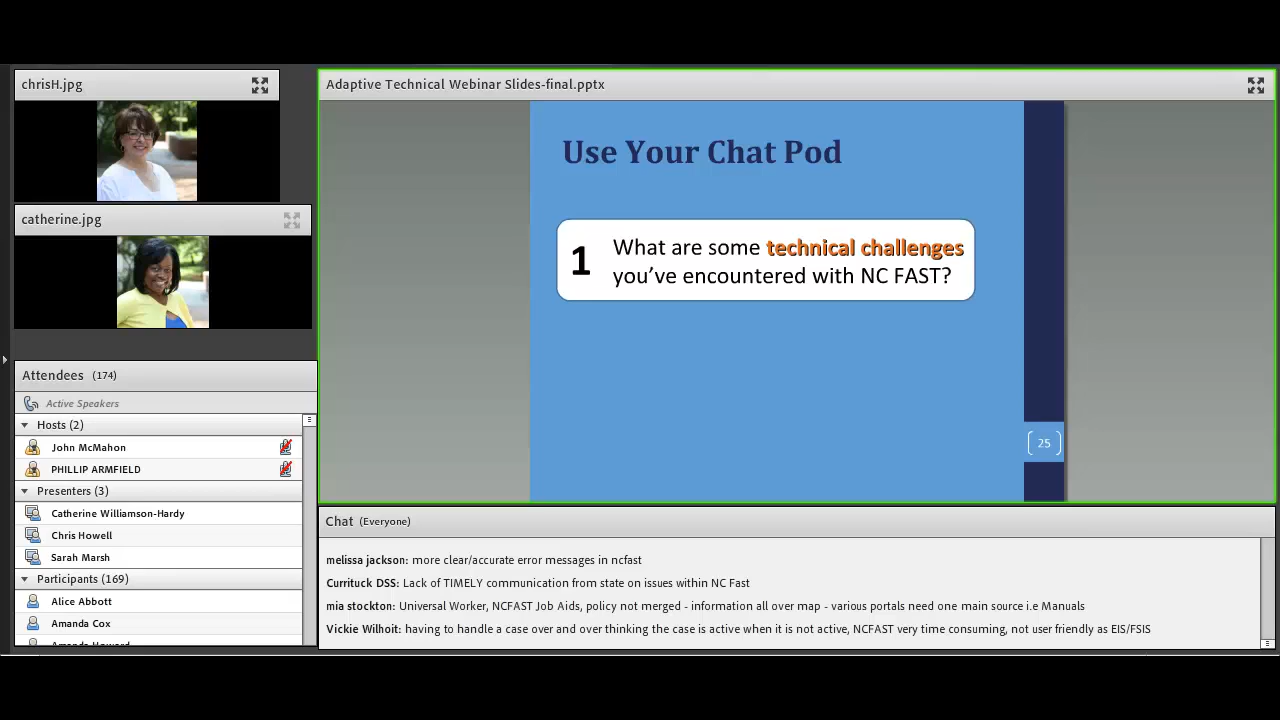 chrisH.jpg
catherine.jpg
Attendees (174)
Active Speakers
Hosts (2)
John McMahon
PHILLIP ARMFIELD
Presenters (3)
Catherine Williamson-Hardy
Chris Howell
Sarah Marsh
Participants (169)
Alice Abbott
Amanda Cox
Amanda Howard
Adaptive Technical Webinar Slides-final.pptx
Use Your Chat Pod
1 What are some technical challenges
you've encountered with NC FAST?
25
Chat (Everyone)
melissa jackson: more clear/accurate error messages in ncfast
Currituck DSS: Lack of TIMELY communication from state on issues within NC Fast
mia stockton: Universal Worker, NCFAST Job Aids, policy not merged - information all over map - various portals need one main source i.e Manuals
Vickie Wilhoit: having to handle a case over and over thinking the case is active when it is not active, NCFAST very time consuming, not user friendly as EIS/FSIS